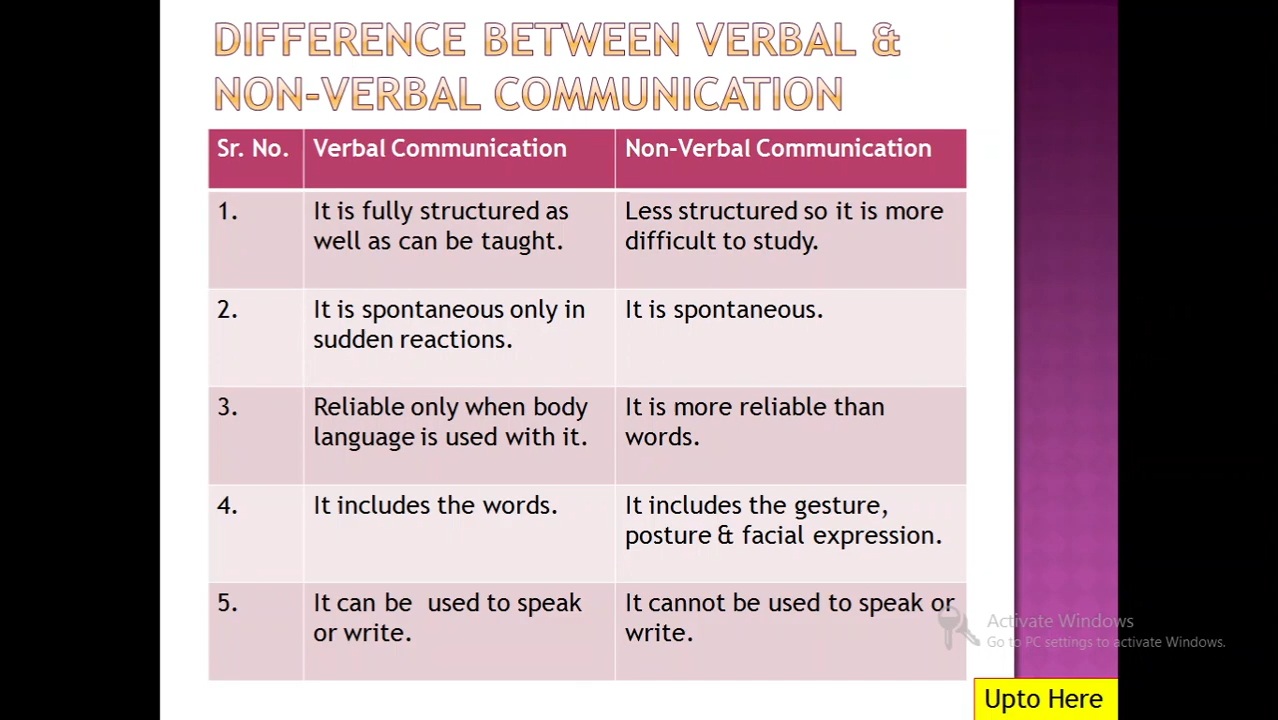 DIFFERENCE BETWEEN VERBAL &
NON-VERBAL COMMUNICATION
Sr. No. Verbal Communication Non-Verbal Communication
1. It is fully structured as Less structured so it is more
well as can be taught. difficult to study.
2. It is spontaneous only in It is spontaneous.
sudden reactions.
3. Reliable only when body It is more reliable than
language is used with it. words.
4. It includes the words. It includes the gesture,
posture & facial expression.
5. It can be used to speak It cannot be used to speak or
or write. write.
Activate Windows
Go to PC settings to activate Windows.
Upto Here